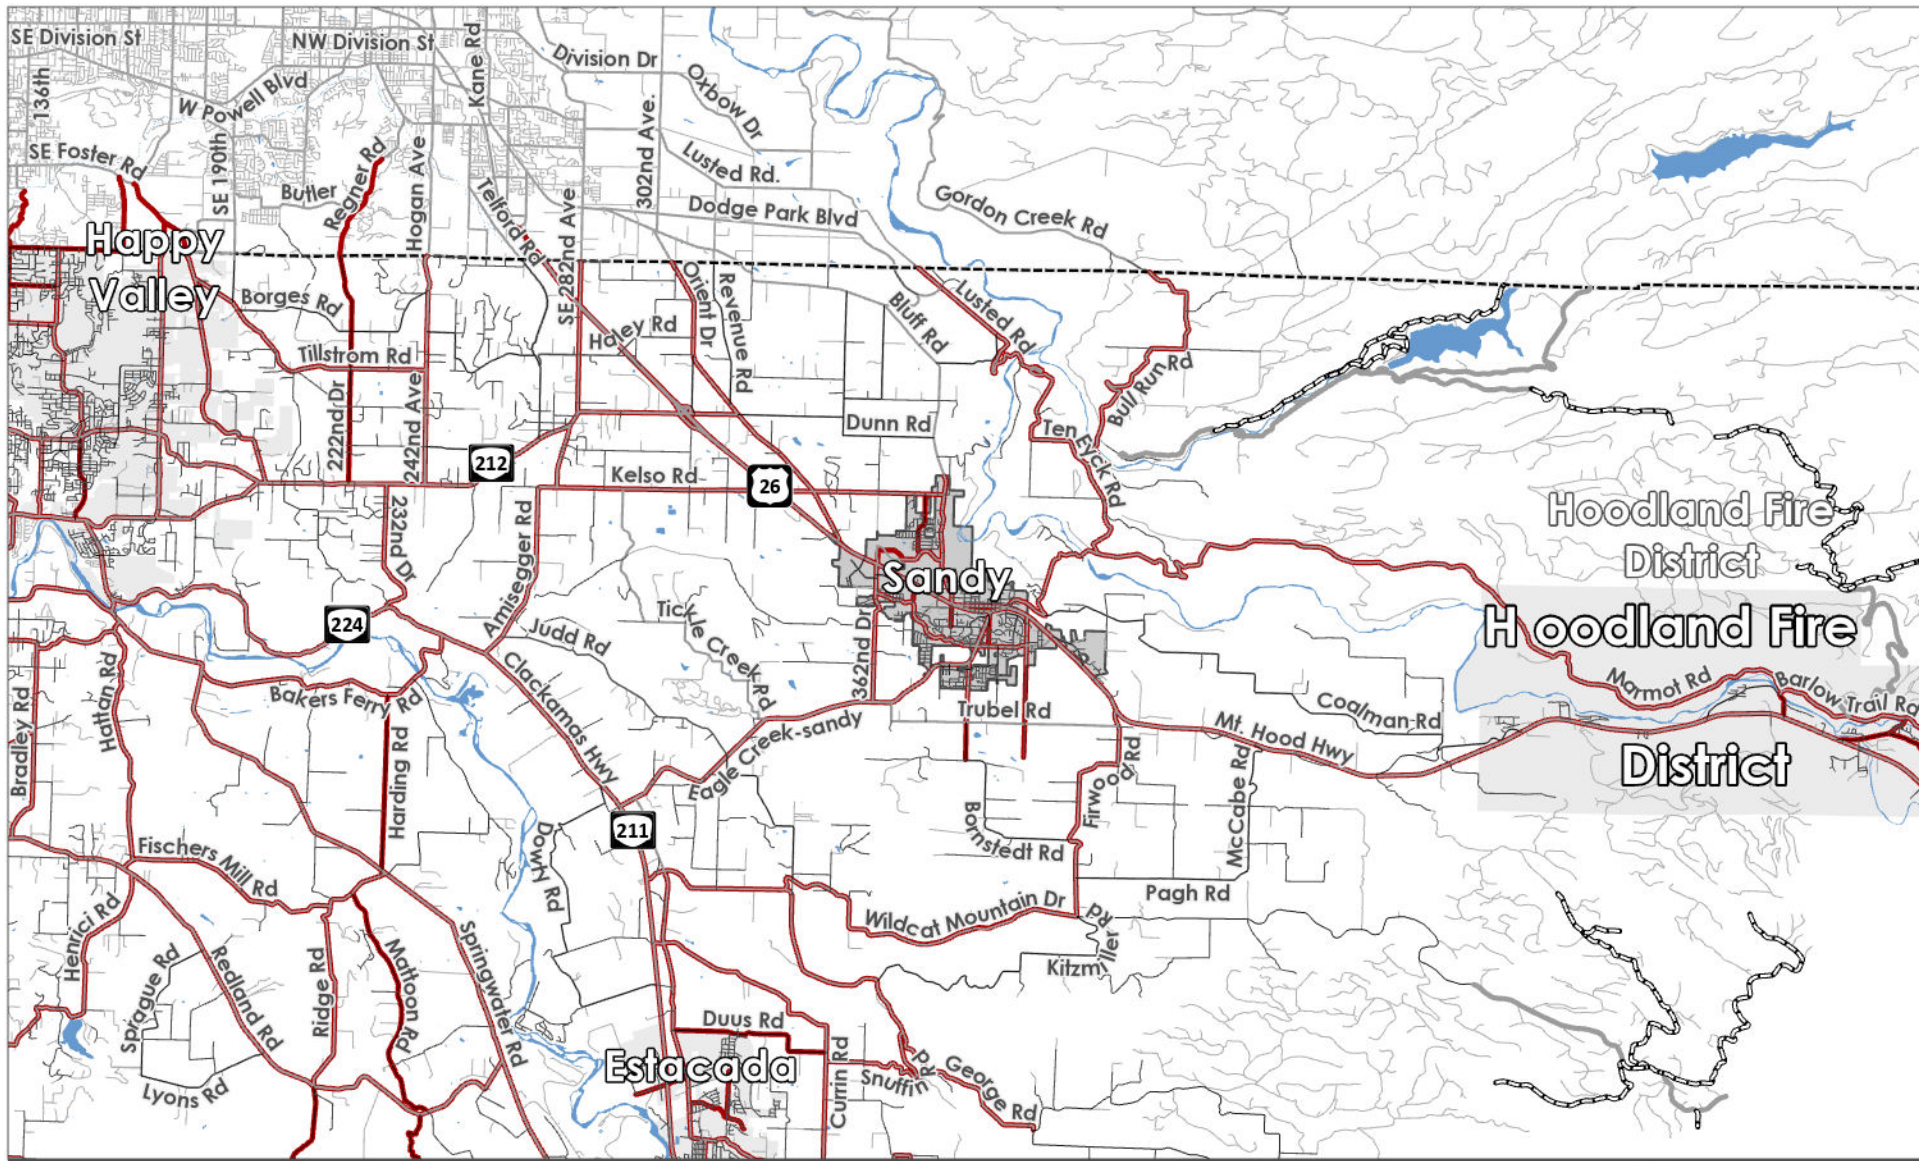 SE Division St
NW Division St
Kane Rd
Division Dr
136th
W Powell Blvd
Oxbow Dr
302nd Ave.
SE Foster Rd
SE 190th
Butler
Regner Rd
Hogan Ave
Telford Rd
SE 282nd Ave
Lusted Rd.
Dodge Park Blvd
Gordon Creek Rd
Happy
Valley
Borges Rd
Orient Dr
Revenue Rd
Bluff Rd
Lusted Rd
Haley Rd
Tillstrom Rd
222nd Dr
242nd Ave
Bull Run Rd
Dunn Rd
Ten Eyck Rd
212
Kelso Rd
26
232nd Dr
Amisegger Rd
Hoodland Fire
District
Sandy
224
Judd Rd
Tickle Creek Rd
362nd Dr
Hoodland Fire
District
Bradley Rd
Hattan Rd
Bakers Ferry Rd
Clackamas Hwy
Harding Rd
Eagle Creek-sandy
Trubel Rd
Marmot Rd
Barlow Trail Rd
Coalman Rd
Mt. Hood Hwy
Firwood Rd
McCabe Rd
211
Dowty Rd
Bornstedt Rd
Fischers Mill Rd
Pagh Rd
Wildcat Mountain Dr
Henrici Rd
Sprague Rd
Redland Rd
Ridge Rd
Mattoon Rd
Springwater Rd
Kitzmiller Rd
Duus Rd
Estacada
Currin Rd
Snuffin Rd
George Rd
Lyons Rd